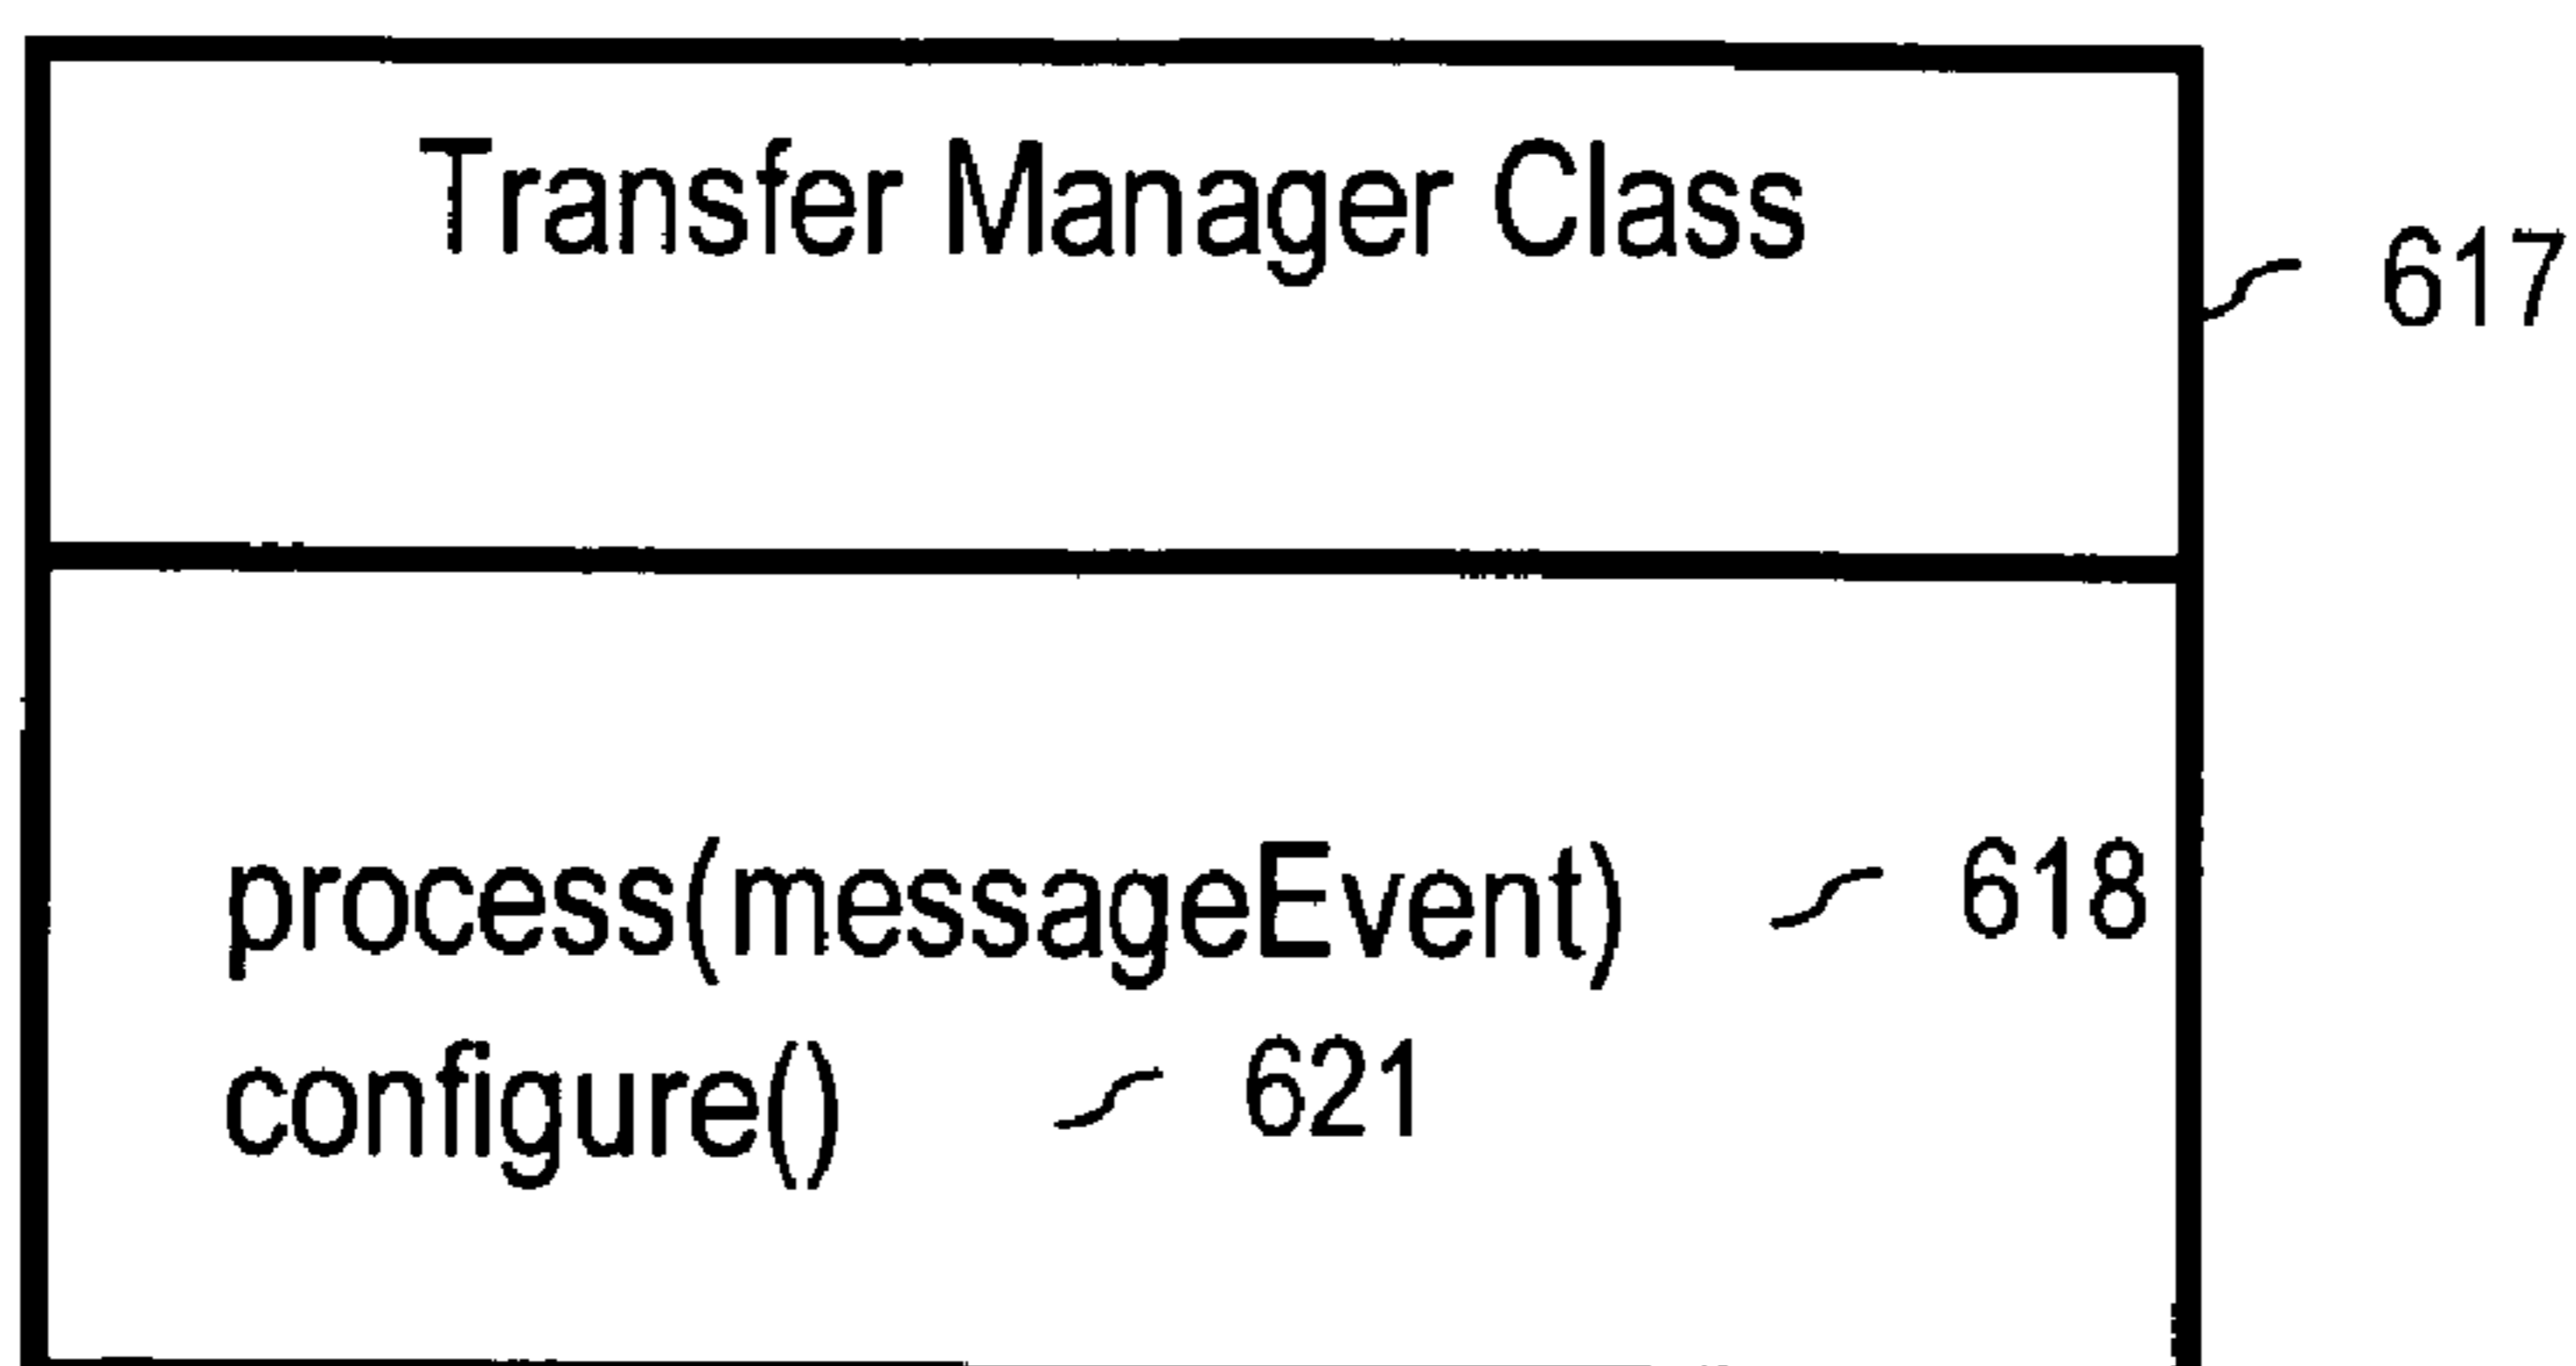 Transfer Manager Class
617
process(messageEvent) 618
configure() 621